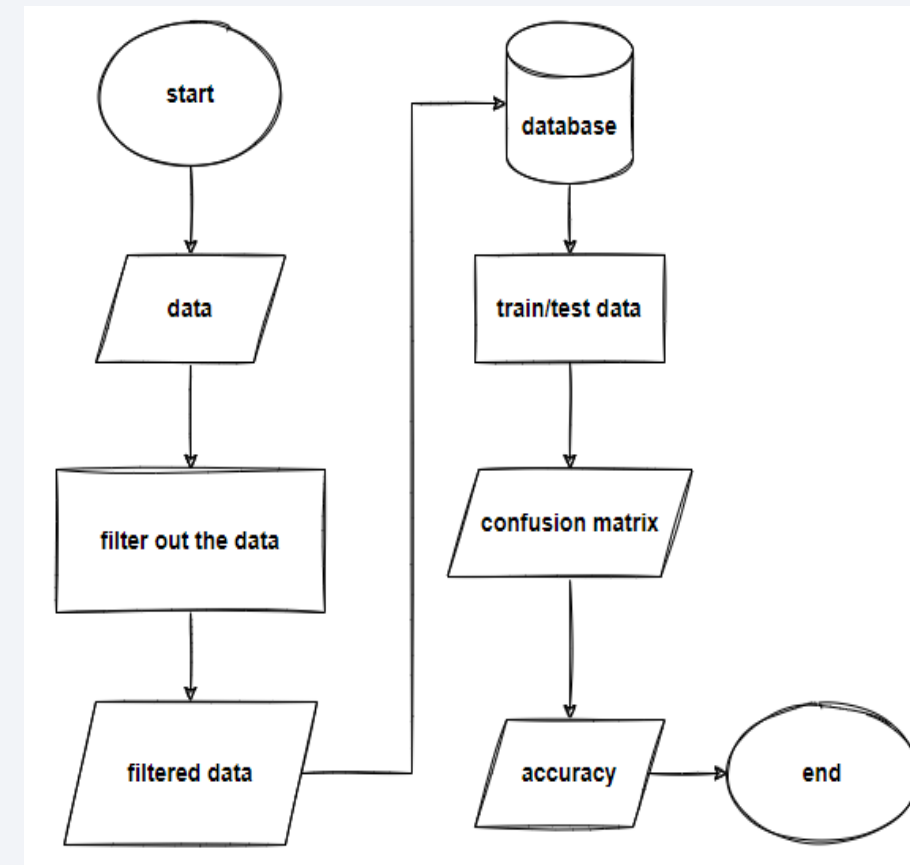 start
data
filter out the data
filtered data
database
train/test data
confusion matrix
accuracy
end